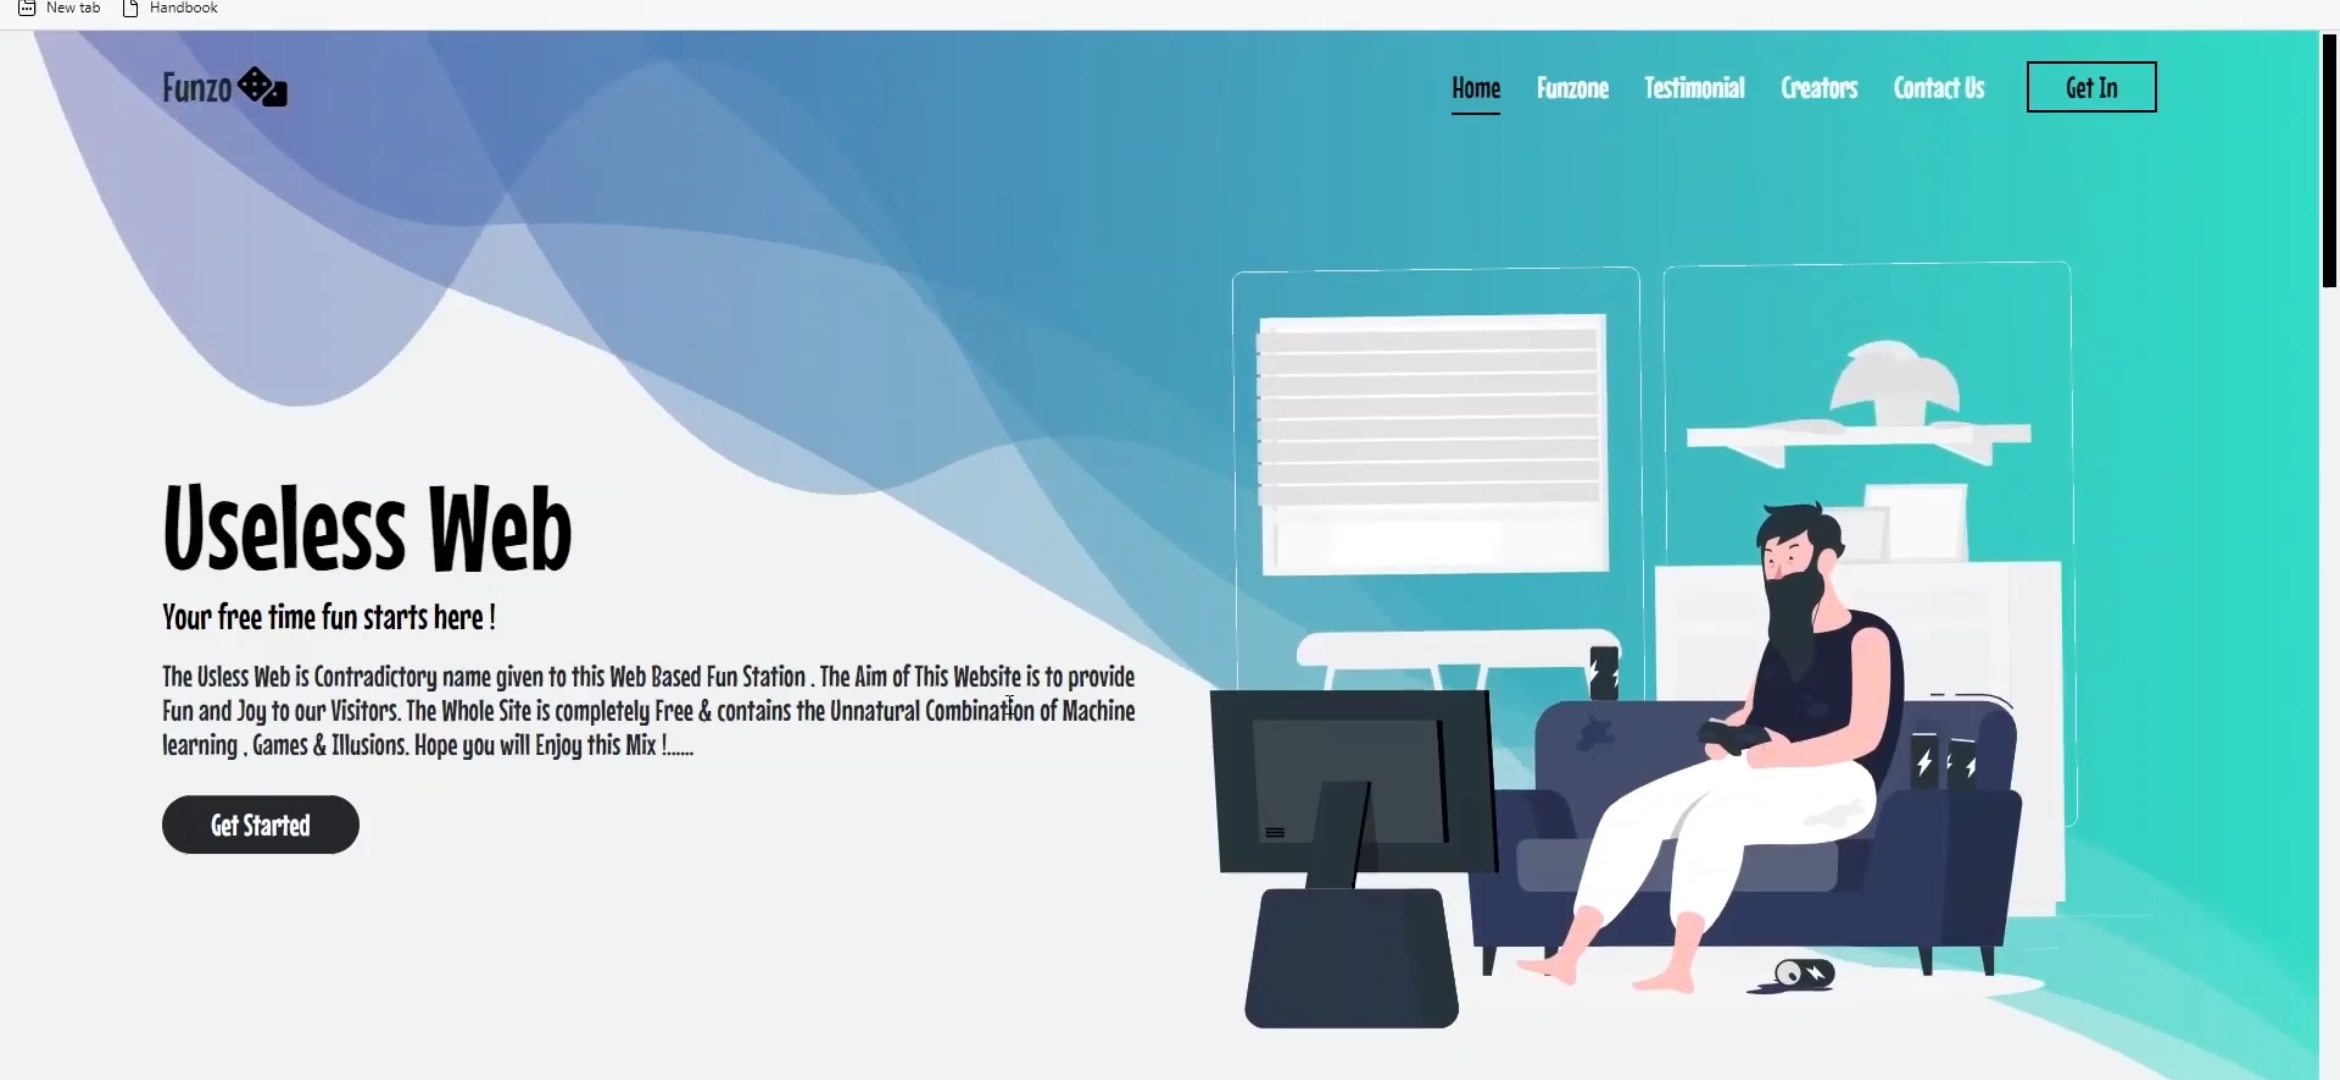 New tab Handbook
Funzo Home Funzone Testimonial Creators Contact Us Get In
Useless Web
Your free time fun starts here !
The Usless Web is Contradictory name given to this Web Based Fun Station . The Aim of This Website is to provide
Fun and Joy to our Visitors. The Whole Site is completely Free & contains the Unnatural Combination of Machine
learning , Games & Illusions. Hope you will Enjoy this Mix !......
Get Started